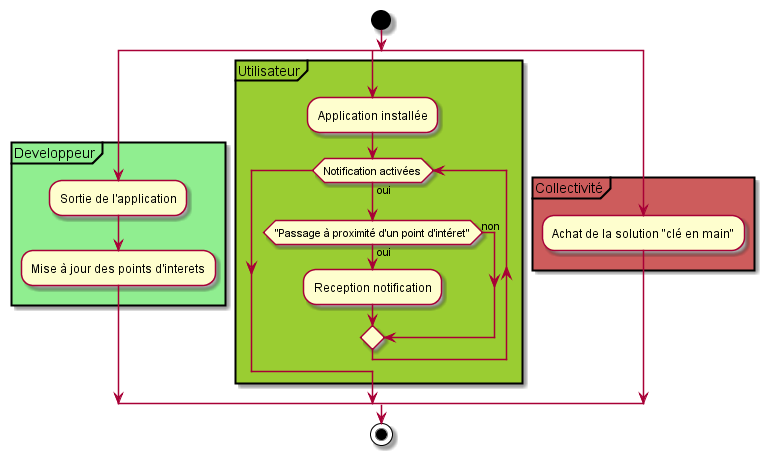 Developpeur
Sortie de l'application
Mise à jour des points d'interets
Utilisateur
Application installée
Notification activées
oui
"Passage à proximité d'un point d'intéret"
non
oui
Reception notification
Collectivité
Achat de la solution "clé en main"